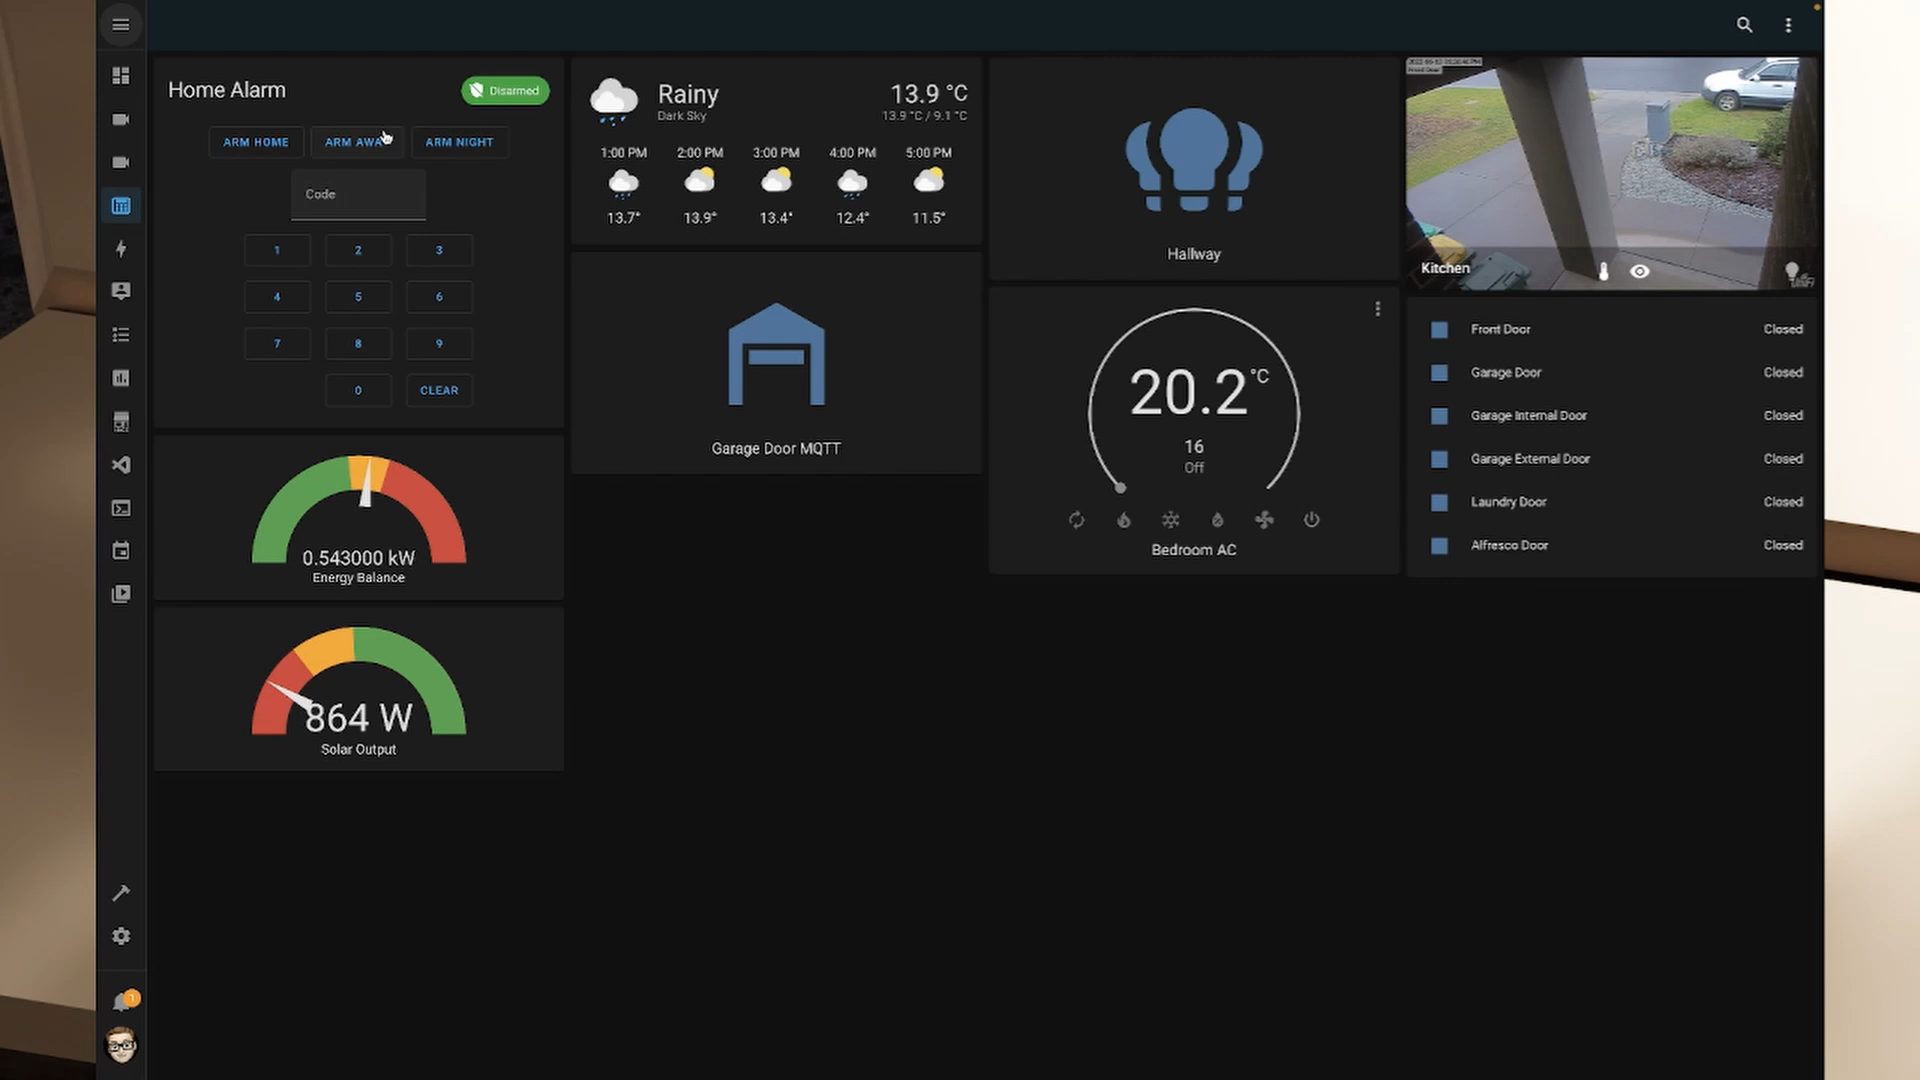 Home Alarm
Disarmed
ARM HOME
ARM AWA
ARM NIGHT
Code
1
2
3
4
5
6
7
8
9
0
CLEAR
0.543000 kW
Energy Balance
864 W
Solar Output
Rainy
13.9 °C
Dark Sky
13.9 °C / 9.1 °C
1:00 PM
2:00 PM
3:00 PM
4:00 PM
5:00 PM
13.7°
13.9°
13.4°
12.4°
11.5°
Garage Door MQTT
Hallway
20.2 °C
16
Off
Bedroom AC
Front Door
Kitchen
Front Door
Closed
Garage Door
Closed
Garage Internal Door
Closed
Garage External Door
Closed
Laundry Door
Closed
Alfresco Door
Closed
1